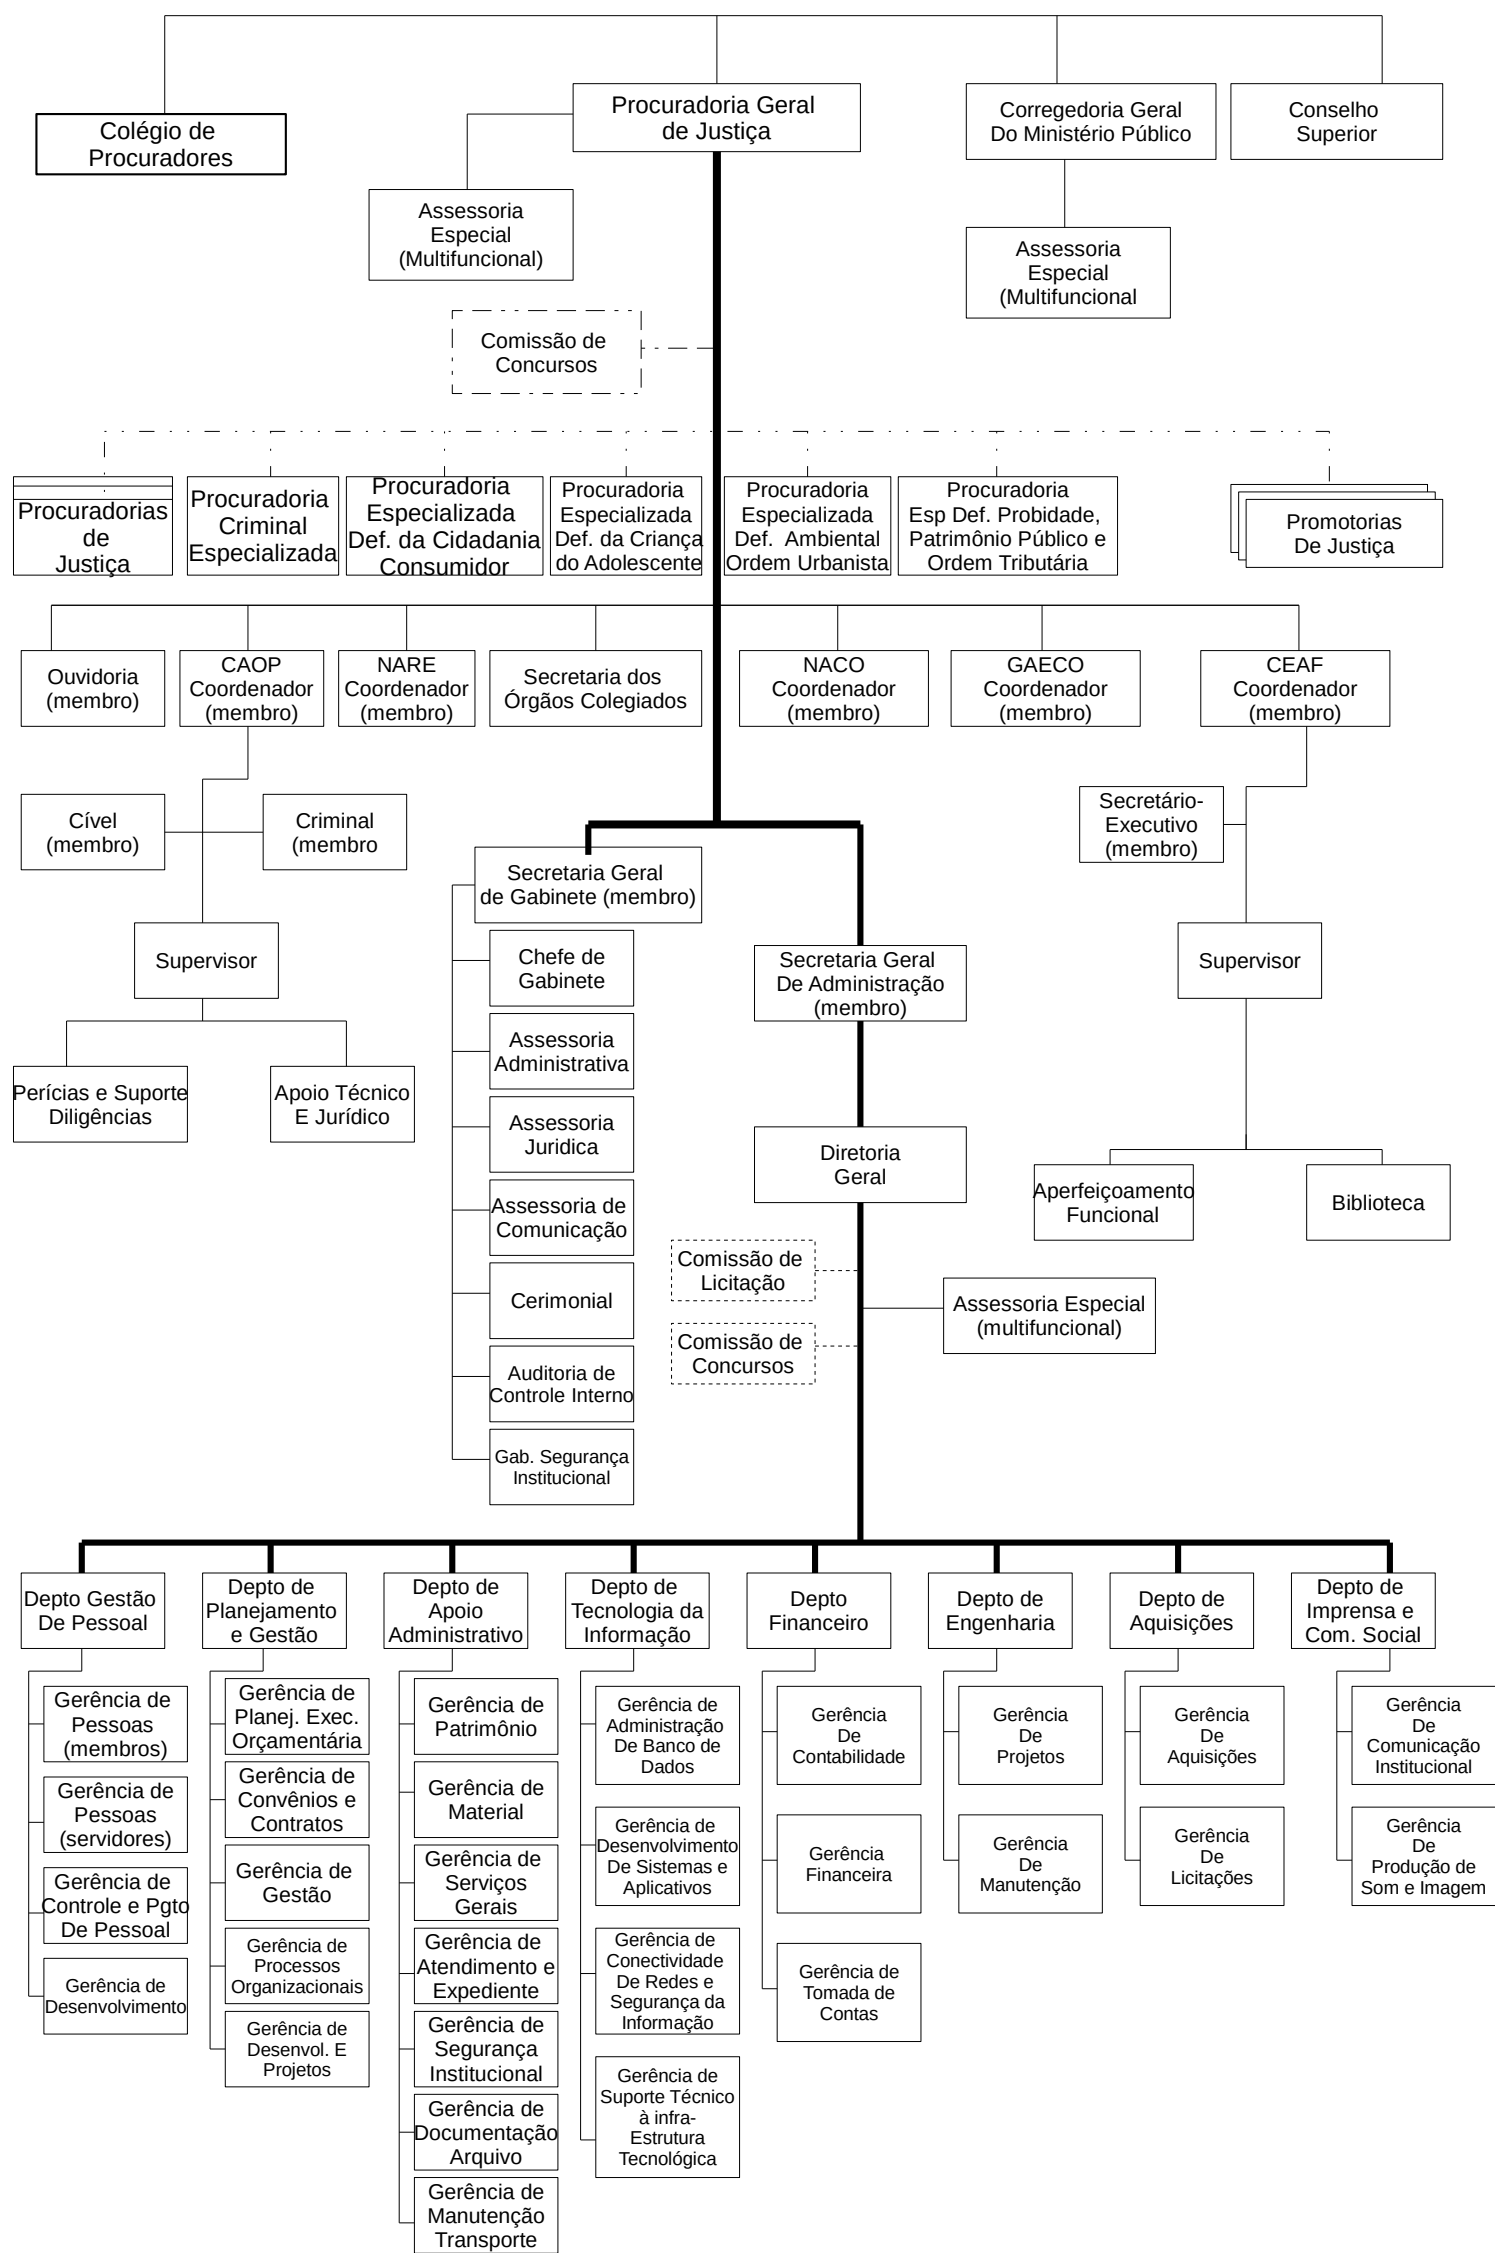 Colégio de
Procuradores
Procuradoria Geral
de Justiça
Corregedoria Geral
Do Ministério Público
Conselho
Superior
Assessoria
Especial
(Multifuncional)
Assessoria
Especial
(Multifuncional
Comissão de
Concursos
Procuradorias
de
Justiça
Procuradoria
Criminal
Especializada
Procuradoria
Especializada
Def. da Cidadania
Consumidor
Procuradoria
Especializada
Def. da Criança
do Adolescente
Procuradoria
Especializada
Def. Ambiental
Ordem Urbanista
Procuradoria
Esp Def. Probidade,
Patrimônio Público e
Ordem Tributária
Promotorias
De Justiça
Ouvidoria
(membro)
CAOP
Coordenador
(membro)
NARE
Coordenador
(membro)
Secretaria dos
Órgãos Colegiados
NACO
Coordenador
(membro)
GAECO
Coordenador
(membro)
CEAF
Coordenador
(membro)
Cível
(membro)
Criminal
(membro
Secretário-
Executivo
(membro)
Secretaria Geral
de Gabinete (membro)
Supervisor
Chefe de
Gabinete
Secretaria Geral
De Administração
(membro)
Supervisor
Assessoria
Administrativa
Perícias e Suporte
Diligências
Apoio Técnico
E Jurídico
Assessoria
Juridica
Diretoria
Geral
Aperfeiçoamento
Funcional
Biblioteca
Assessoria de
Comunicação
Comissão de
Licitação
Cerimonial
Assessoria Especial
(multifuncional)
Comissão de
Concursos
Auditoria de
Controle Interno
Gab. Segurança
Institucional
Depto Gestão
De Pessoal
Depto de
Planejamento
e Gestão
Depto de
Apoio
Administrativo
Depto de
Tecnologia da
Informação
Depto
Financeiro
Depto de
Engenharia
Depto de
Aquisições
Depto de
Imprensa e
Com. Social
Gerência de
Pessoas
(membros)
Gerência de
Pessoas
(servidores)
Gerência de
Controle e Pgto
De Pessoal
Gerência de
Desenvolvimento
Gerência de
Planej. Exec.
Orçamentária
Gerência de
Convênios e
Contratos
Gerência de
Gestão
Gerência de
Processos
Organizacionais
Gerência de
Desenvol. E
Projetos
Gerência de
Patrimônio
Gerência de
Material
Gerência de
Serviços
Gerais
Gerência de
Atendimento e
Expediente
Gerência de
Segurança
Institucional
Gerência de
Documentação
Arquivo
Gerência de
Manutenção
Transporte
Gerência de
Administração
De Banco de
Dados
Gerência de
Desenvolvimento
De Sistemas e
Aplicativos
Gerência de
Conectividade
De Redes e
Segurança da
Informação
Gerência de
Suporte Técnico
à infra-
Estrutura
Tecnológica
Gerência
De
Contabilidade
Gerência
Financeira
Gerência de
Tomada de
Contas
Gerência
De
Projetos
Gerência
De
Manutenção
Gerência
De
Aquisições
Gerência
De
Licitações
Gerência
De
Comunicação
Institucional
Gerência
De
Produção de
Som e Imagem